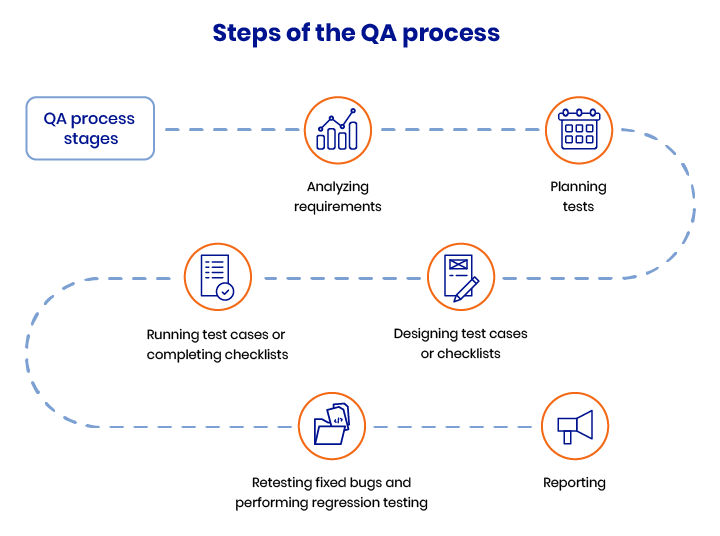 Steps of the QA process
QA process
stages
Analyzing
requirements
Planning
tests
Designing test cases
or checklists
Running test cases or
completing checklists
Retesting fixed bugs and
performing regression testing
Reporting